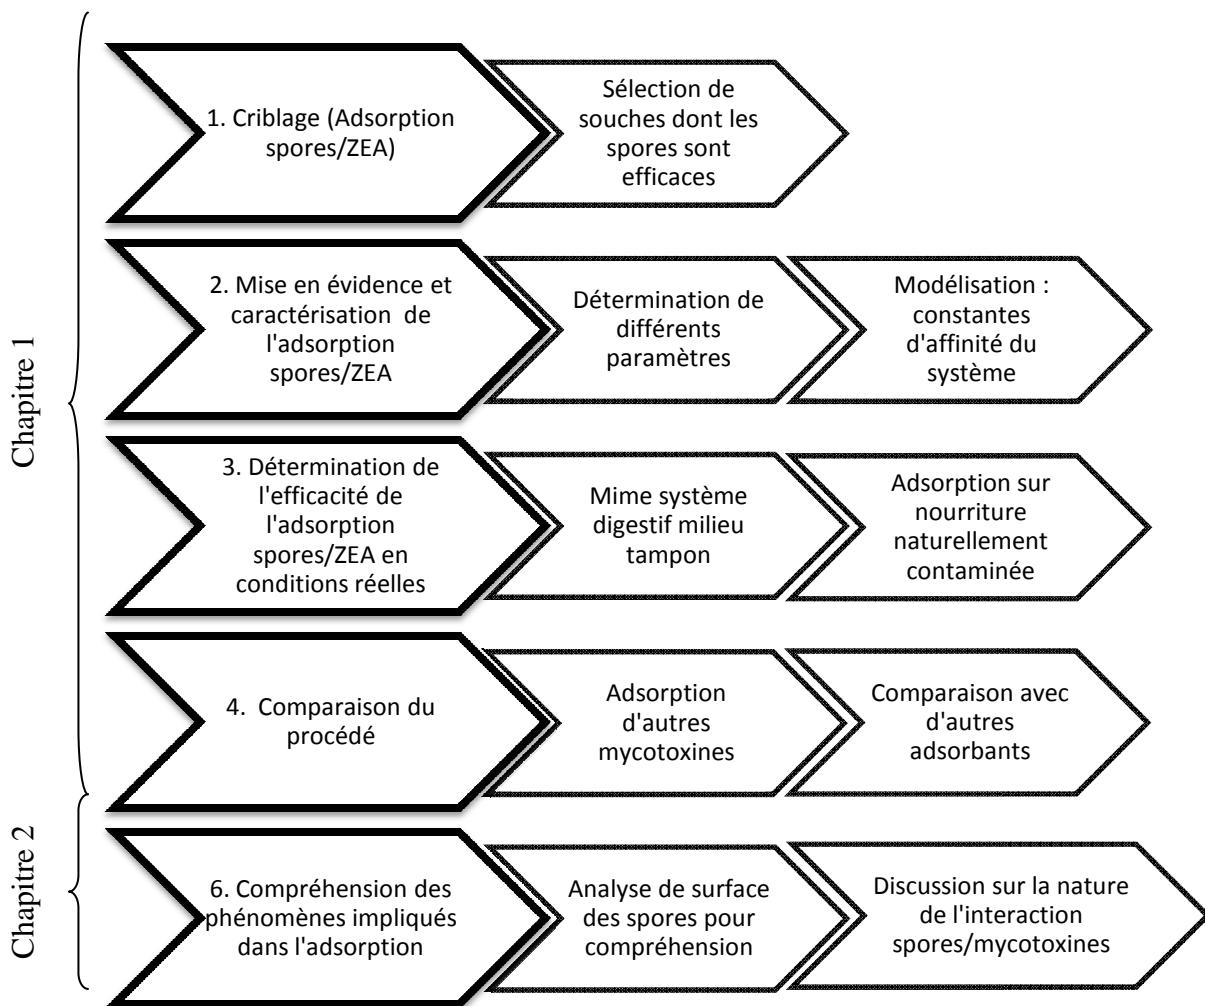 Chapitre 1
1. Criblage (Adsorption
spores/ZEA)
Sélection de
souches dont les
spores sont
efficaces
2. Mise en évidence et
caractérisation de
l'adsorption
spores/ZEA
Détermination de
différents
paramètres
Modélisation :
constantes
d'affinité du
système
3. Détermination de
l'efficacité de
l'adsorption
spores/ZEA en
conditions réelles
Mime système
digestif milieu
tampon
Adsorption sur
nourriture
naturellement
contaminée
4. Comparaison du
procédé
Adsorption
d'autres
mycotoxines
Comparaison avec
d'autres
adsorbants
Chapitre 2
6. Compréhension des
phénomènes impliqués
dans l'adsorption
Analyse de surface
des spores pour
compréhension
Discussion sur la nature
de l'interaction
spores/mycotoxines